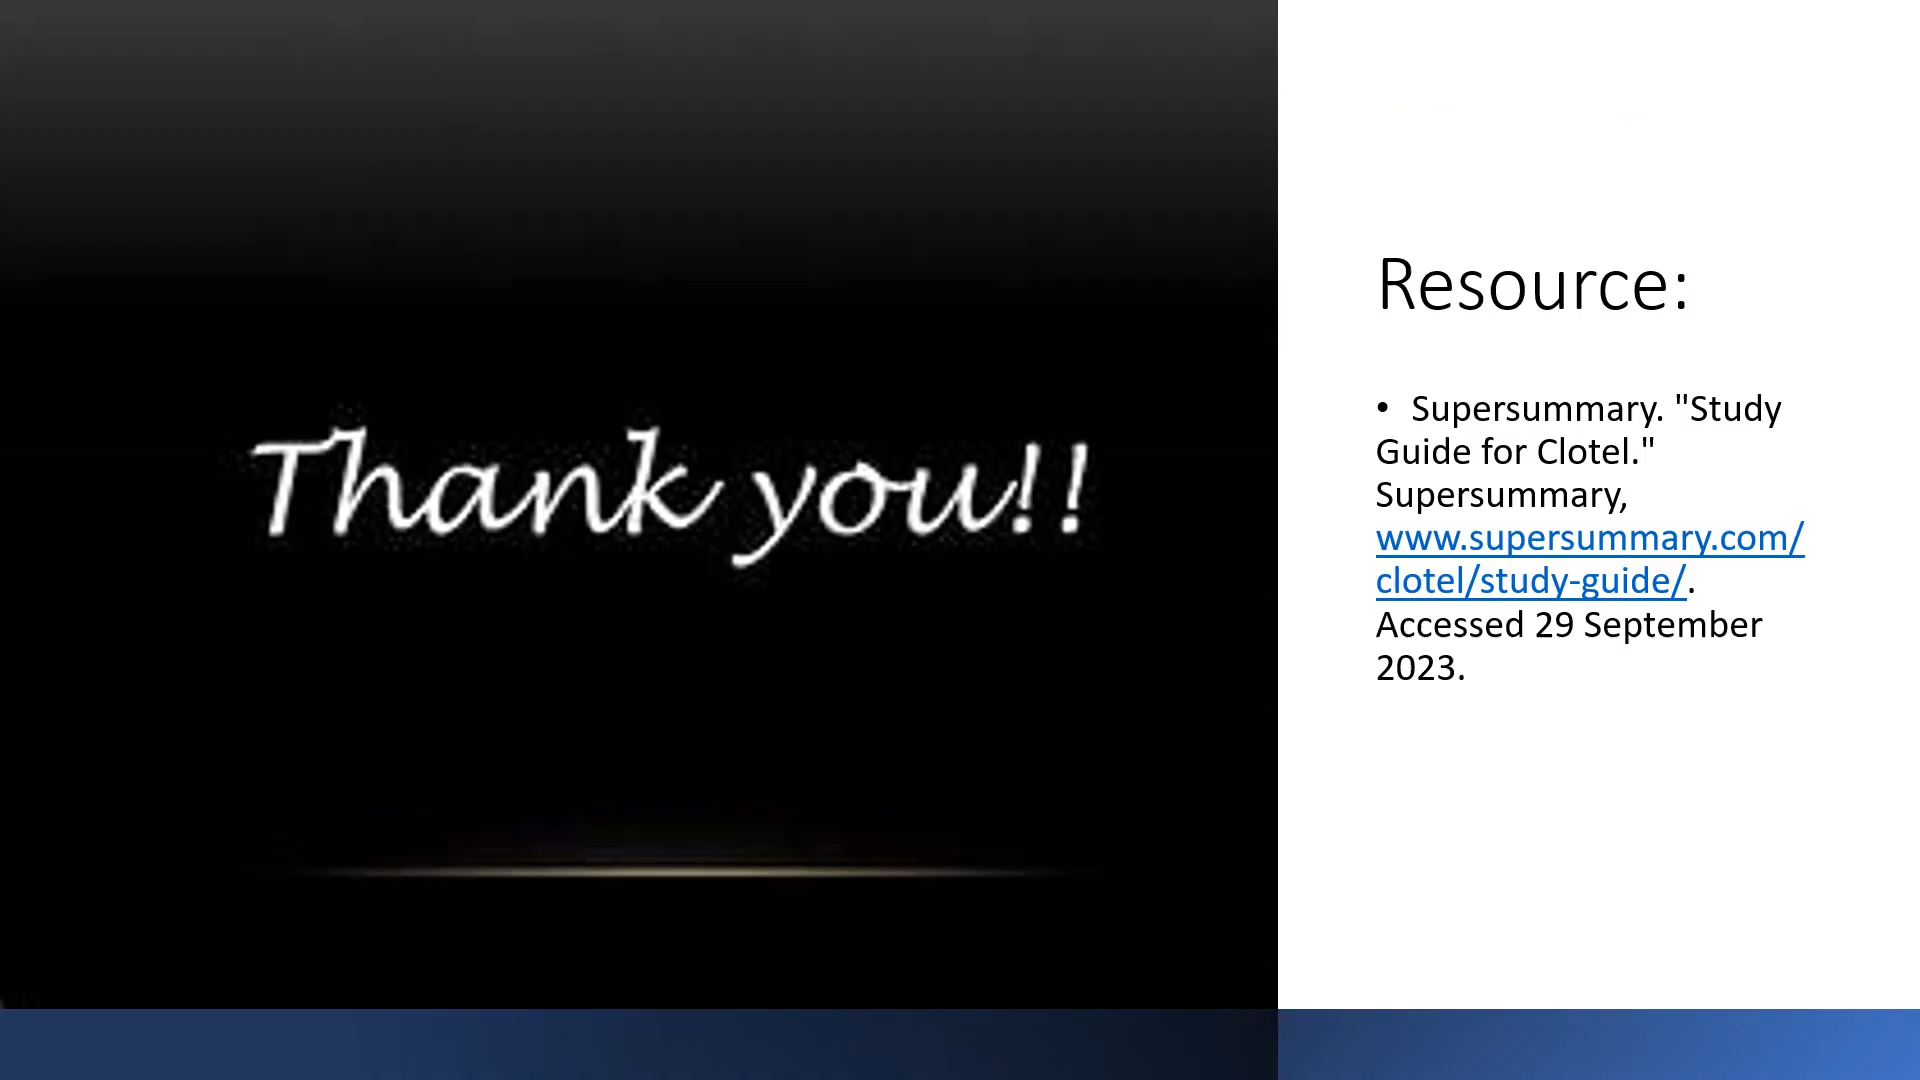 Thank you!!
Resource:
• Supersummary. "Study
Guide for Clotel."
Supersummary,
www.supersummary.com/
clotel/study-guide/.
Accessed 29 September
2023.